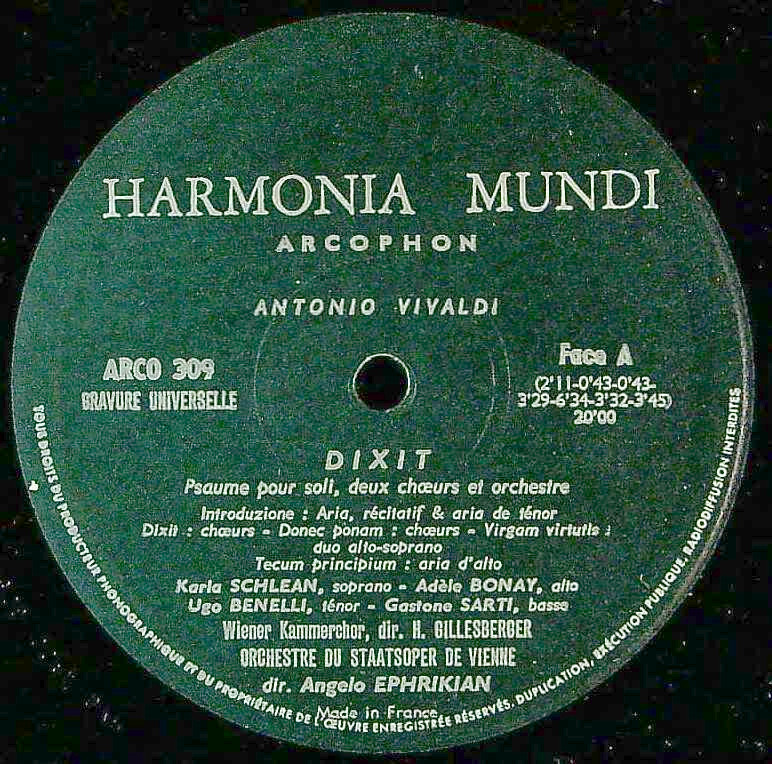 HARMONIA MUNDI
ARCOPHON
ANTONIO VIVALDI
ARCO 309
GRAVURE UNIVERSELLE
Face A
(2'11-0'43-0'43-
3'29-6'34-3'32-3'45)
20'00
DIXIT
Psaume pour soli, deux chœurs et orchestre
Introduzione : Aria, récitatif & aria de ténor
Dixit : chœurs - Donec ponam : chœurs - Virgam virtutis :
duo alto-soprano
Tecum principium : aria d'alto
Karla SCHLEAN, soprano - Adèle BONAY, alto
Ugo BENELLI, ténor - Gastone SARTI, basse
Wiener Kammerchor, dir. H. GILLESBERGER
ORCHESTRE DU STAATSOPER DE VIENNE
dir. Angelo EPHRIKIAN
Made in France
TOUS DROITS DU PRODUCTEUR PHONOGRAPHIQUE ET DU PROPRIÉTAIRE DE L'ŒUVRE ENREGISTRÉE RÉSERVÉS. DUPLICATION, EXÉCUTION PUBLIQUE, RADIODIFFUSION INTERDITES